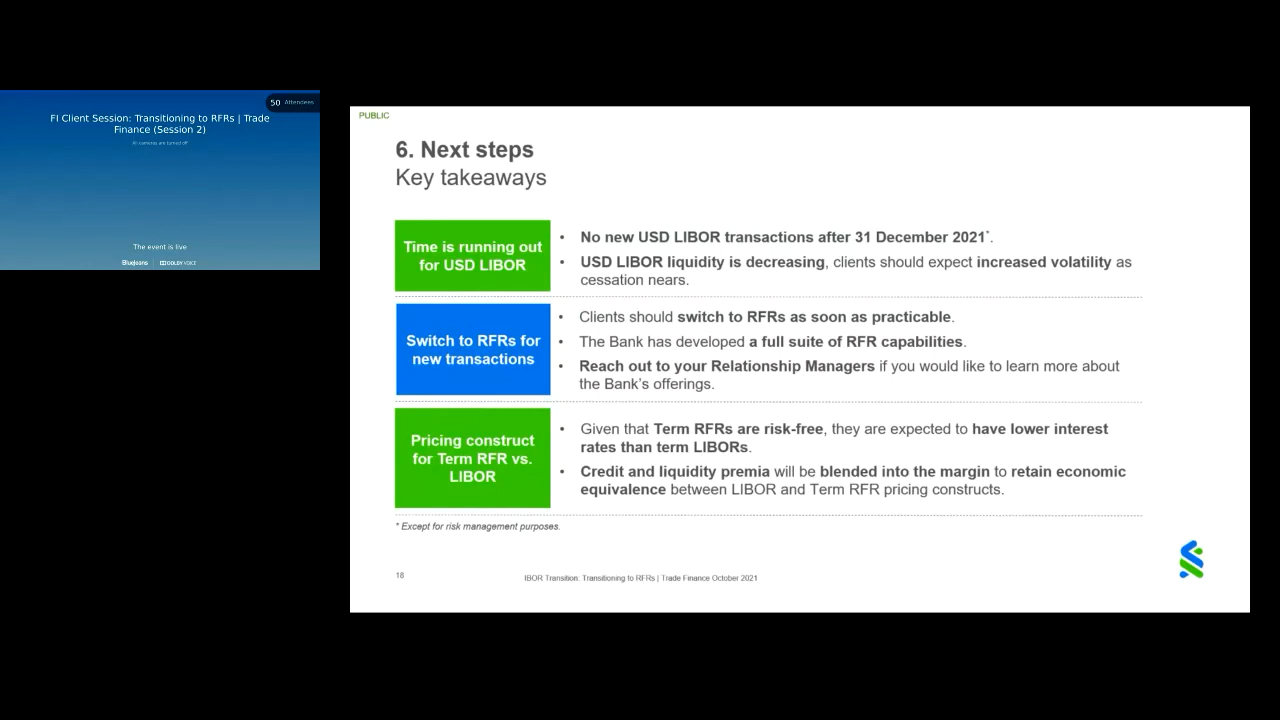 50 Attendees
FI Client Session: Transitioning to RFRs | Trade
Finance (Session 2)
All cameras are turned off
The event is live
BlueJeans | DOLBY VOICE
PUBLIC
6. Next steps
Key takeaways
Time is running out
for USD LIBOR
• No new USD LIBOR transactions after 31 December 2021*.
• USD LIBOR liquidity is decreasing, clients should expect increased volatility as
cessation nears.
Switch to RFRs for
new transactions
• Clients should switch to RFRs as soon as practicable.
• The Bank has developed a full suite of RFR capabilities.
• Reach out to your Relationship Managers if you would like to learn more about
the Bank's offerings.
Pricing construct
for Term RFR vs.
LIBOR
• Given that Term RFRs are risk-free, they are expected to have lower interest
rates than term LIBORs.
• Credit and liquidity premia will be blended into the margin to retain economic
equivalence between LIBOR and Term RFR pricing constructs.
* Except for risk management purposes.
18
IBOR Transition: Transitioning to RFRs | Trade Finance October 2021